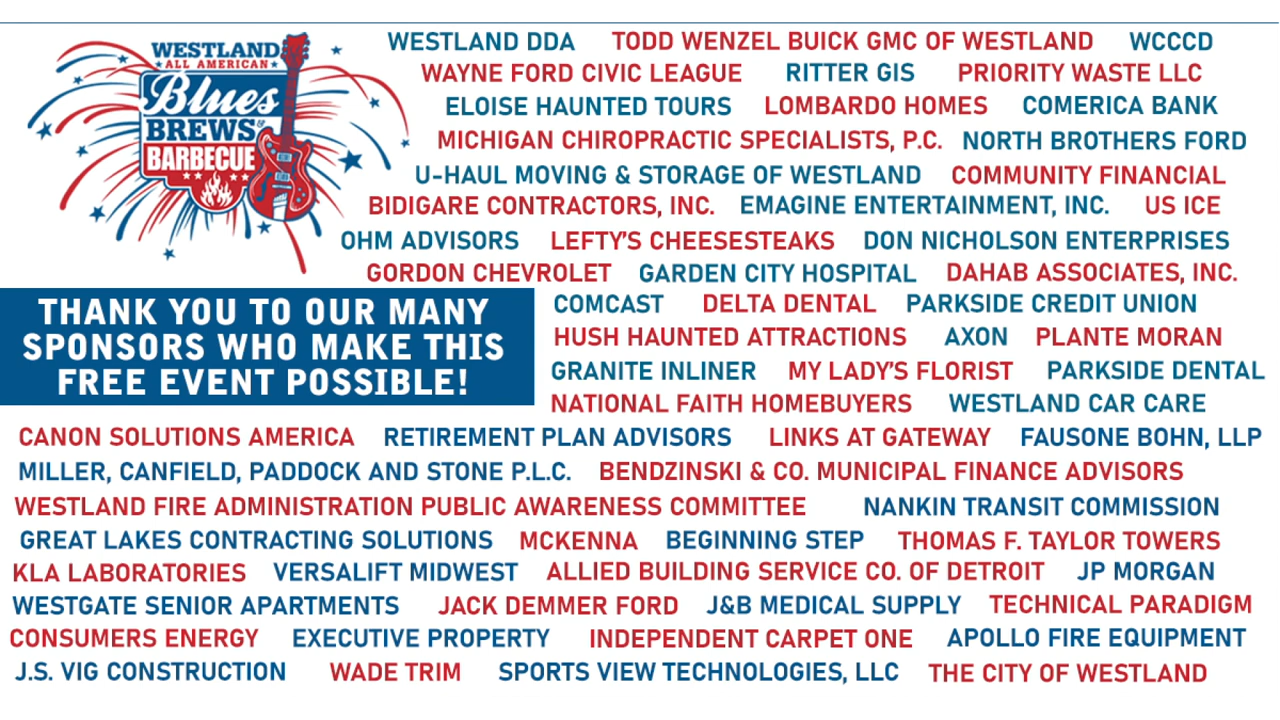 WESTLAND
ALL AMERICAN
Blues
BREWS &
BARBECUE
WESTLAND DDA TODD WENZEL BUICK GMC OF WESTLAND WCCCD
WAYNE FORD CIVIC LEAGUE RITTER GIS PRIORITY WASTE LLC
ELOISE HAUNTED TOURS LOMBARDO HOMES COMERICA BANK
MICHIGAN CHIROPRACTIC SPECIALISTS, P.C. NORTH BROTHERS FORD
U-HAUL MOVING & STORAGE OF WESTLAND COMMUNITY FINANCIAL
BIDIGARE CONTRACTORS, INC. EMAGINE ENTERTAINMENT, INC. US ICE
OHM ADVISORS LEFTY'S CHEESESTEAKS DON NICHOLSON ENTERPRISES
GORDON CHEVROLET GARDEN CITY HOSPITAL DAHAB ASSOCIATES, INC.
THANK YOU TO OUR MANY
SPONSORS WHO MAKE THIS
FREE EVENT POSSIBLE!
COMCAST DELTA DENTAL PARKSIDE CREDIT UNION
HUSH HAUNTED ATTRACTIONS AXON PLANTE MORAN
GRANITE INLINER MY LADY'S FLORIST PARKSIDE DENTAL
NATIONAL FAITH HOMEBUYERS WESTLAND CAR CARE
CANON SOLUTIONS AMERICA RETIREMENT PLAN ADVISORS LINKS AT GATEWAY FAUSONE BOHN, LLP
MILLER, CANFIELD, PADDOCK AND STONE P.L.C. BENDZINSKI & CO. MUNICIPAL FINANCE ADVISORS
WESTLAND FIRE ADMINISTRATION PUBLIC AWARENESS COMMITTEE NANKIN TRANSIT COMMISSION
GREAT LAKES CONTRACTING SOLUTIONS MCKENNA BEGINNING STEP THOMAS F. TAYLOR TOWERS
KLA LABORATORIES VERSALIFT MIDWEST ALLIED BUILDING SERVICE CO. OF DETROIT JP MORGAN
WESTGATE SENIOR APARTMENTS JACK DEMMER FORD J&B MEDICAL SUPPLY TECHNICAL PARADIGM
CONSUMERS ENERGY EXECUTIVE PROPERTY INDEPENDENT CARPET ONE APOLLO FIRE EQUIPMENT
J.S. VIG CONSTRUCTION WADE TRIM SPORTS VIEW TECHNOLOGIES, LLC THE CITY OF WESTLAND